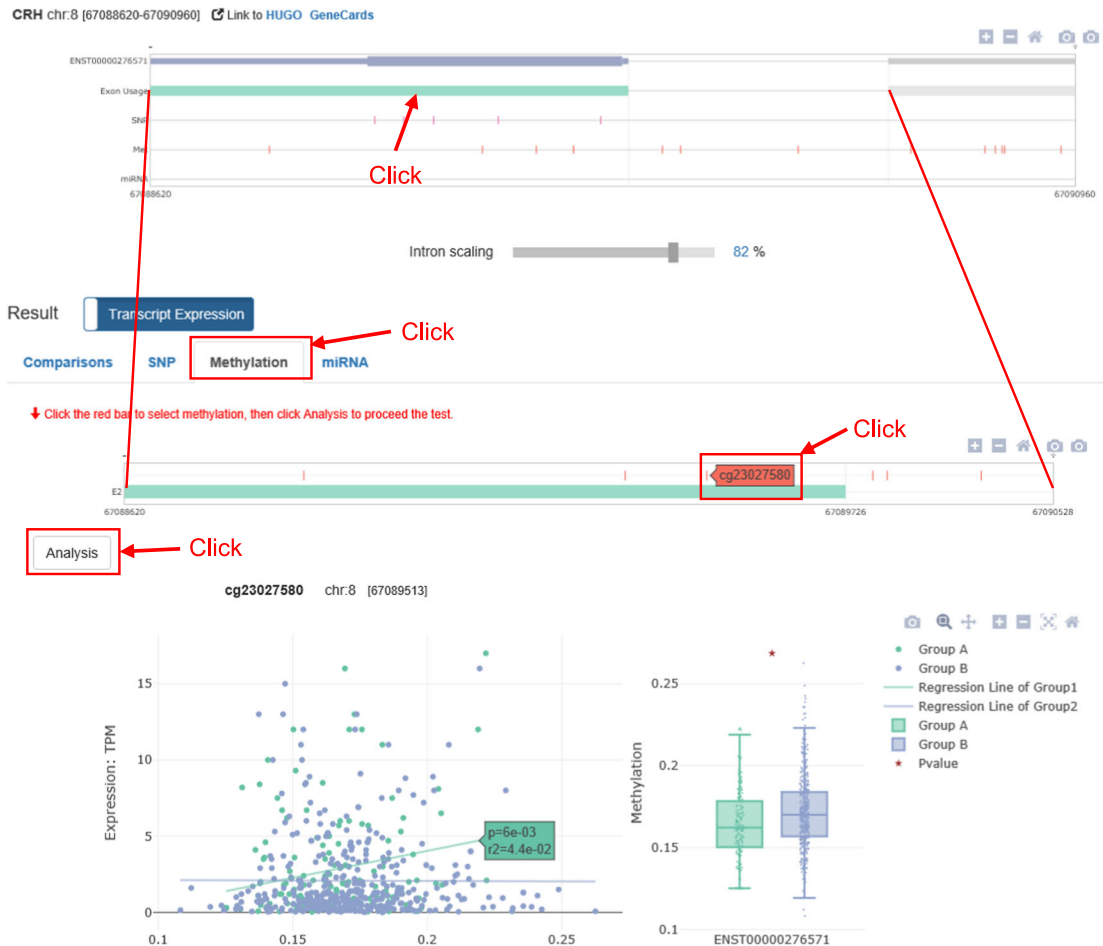 CRH chr:8 [67088620-67090960] Link to HUGO GeneCards
ENST00000276571
Exon Usage
SNP
Met
miRNA
67088620
67090960
Click
Intron scaling
82 %
Result
Transcript Expression
Click
Comparisons
SNP
Methylation
miRNA
Click the red bar to select methylation, then click Analysis to proceed the test.
Click
cg23027580
E2
67088620
67089726
67090528
Analysis
Click
cg23027580 chr:8 [67089513]
Expression: TPM
15
10
5
0
0.1
0.15
0.2
0.25
p=6e-03
r2=4.4e-02
Methylation
0.25
0.2
0.15
0.1
ENST00000276571
Group A
Group B
Regression Line of Group1
Regression Line of Group2
Group A
Group B
Pvalue